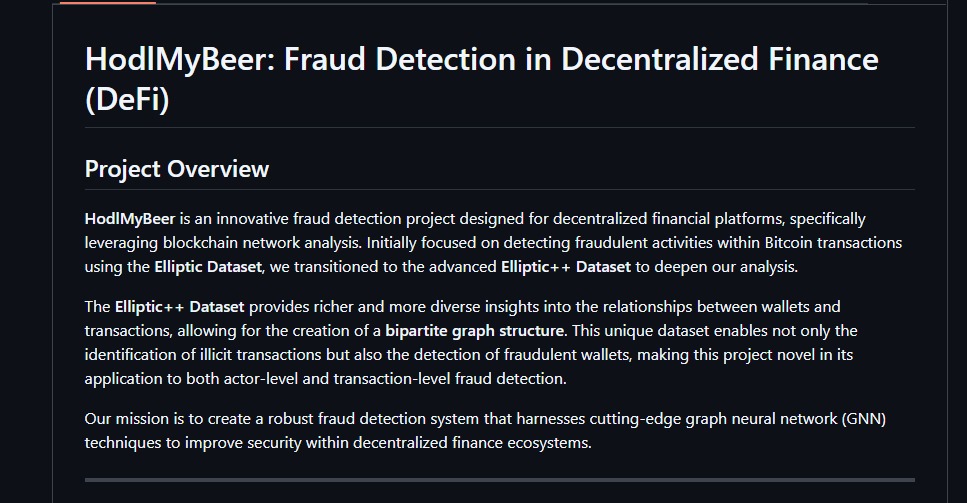 HodlMyBeer: Fraud Detection in Decentralized Finance
(DeFi)
Project Overview
HodlMyBeer is an innovative fraud detection project designed for decentralized financial platforms, specifically
leveraging blockchain network analysis. Initially focused on detecting fraudulent activities within Bitcoin transactions
using the Elliptic Dataset, we transitioned to the advanced Elliptic++ Dataset to deepen our analysis.
The Elliptic++ Dataset provides richer and more diverse insights into the relationships between wallets and
transactions, allowing for the creation of a bipartite graph structure. This unique dataset enables not only the
identification of illicit transactions but also the detection of fraudulent wallets, making this project novel in its
application to both actor-level and transaction-level fraud detection.
Our mission is to create a robust fraud detection system that harnesses cutting-edge graph neural network (GNN)
techniques to improve security within decentralized finance ecosystems.